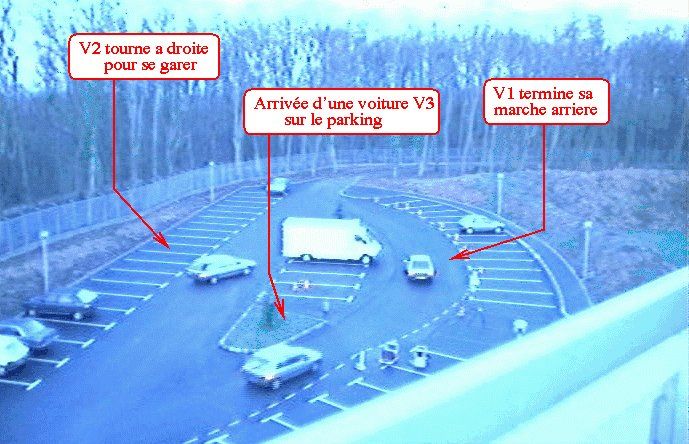 V2 tourne a droite
pour se garer
Arrivée d'une voiture V3
sur le parking
V1 termine sa
marche arriere